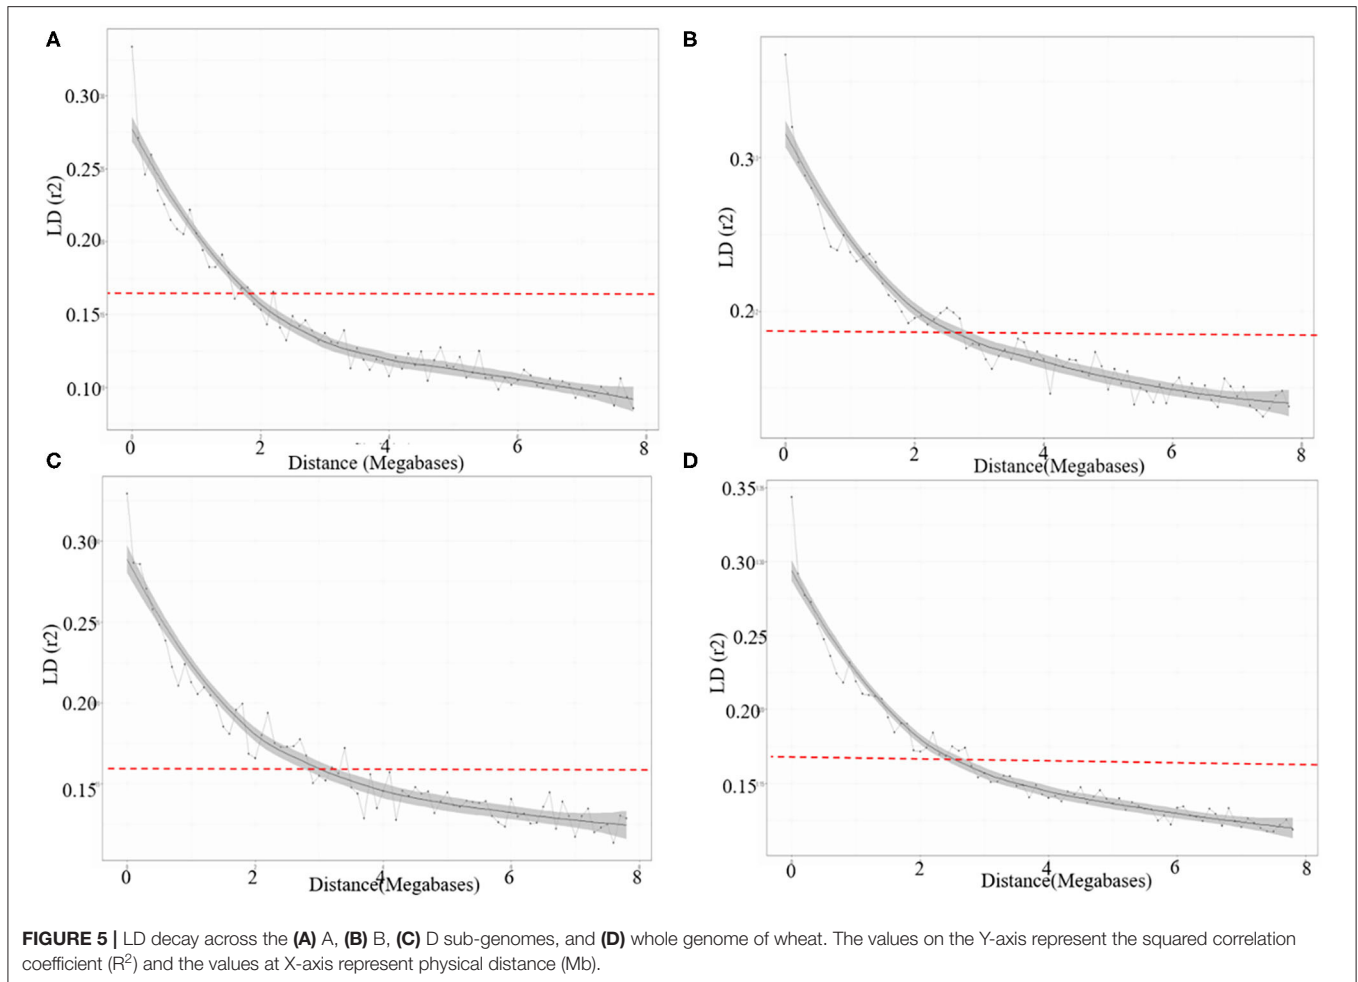 A
0.30
0.25
0.20
0.15
0.10
LD (r2)
0 2 4 6 8
Distance (Megabases)
B
0.3
0.2
LD (r2)
0 2 4 6 8
Distance(Megabases)
C
0.30
0.25
0.20
0.15
LD (r2)
0 2 4 6 8
Distance(Megabases)
D
0.35
0.30
0.25
0.20
0.15
LD (r2)
0 2 4 6 8
Distance(Megabases)
FIGURE 5 | LD decay across the (A) A, (B) B, (C) D sub-genomes, and (D) whole genome of wheat. The values on the Y-axis represent the squared correlation
coefficient (R²) and the values at X-axis represent physical distance (Mb).